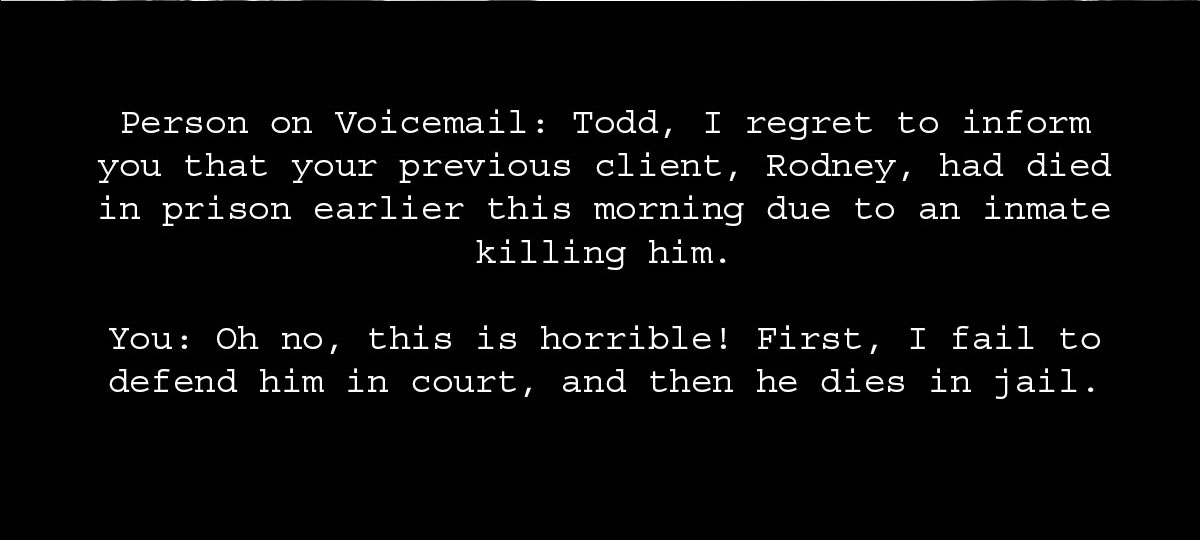 Person on Voicemail: Todd, I regret to inform
you that your previous client, Rodney, had died
in prison earlier this morning due to an inmate
killing him.
You: Oh no, this is horrible! First, I fail to
defend him in court, and then he dies in jail.